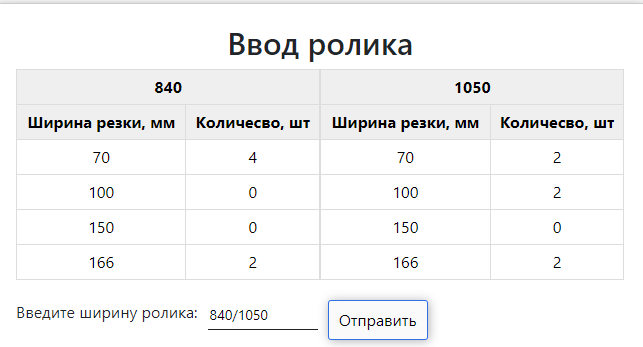 Ввод ролика
840 1050
Ширина резки, мм Количесво, шт Ширина резки, мм Количесво, шт
70 4 70 2
100 0 100 2
150 0 150 0
166 2 166 2
Введите ширину ролика: 840/1050 Отправить